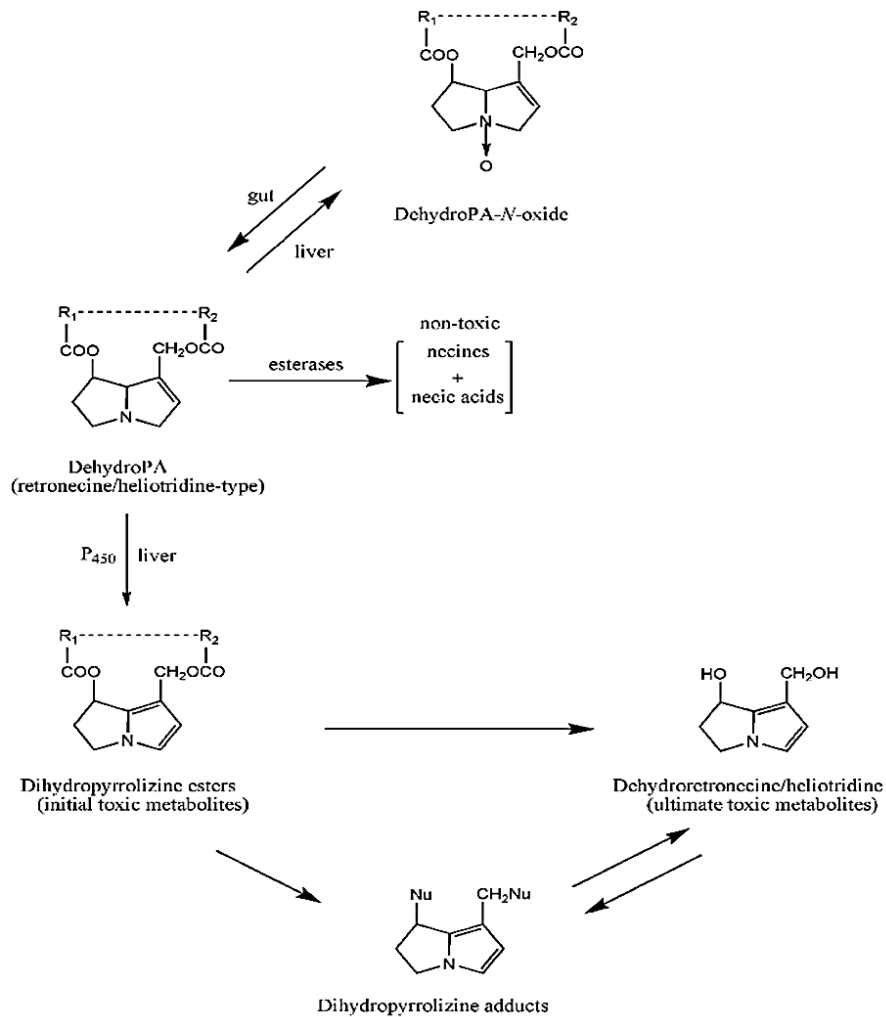 R1 R2
COO CH2OCO
N
O
DehydroPA-N-oxide
gut
liver
R1 R2
COO CH2OCO
N
DehydroPA
(retronecine/heliotridine-type)
esterases
non-toxic
necines
+
necic acids
P450 liver
R1 R2
COO CH2OCO
N
Dihydropyrrolizine esters
(initial toxic metabolites)
HO CH2OH
N
Dehydroretronecine/heliotridine
(ultimate toxic metabolites)
Nu CH2Nu
N
Dihydropyrrolizine adducts